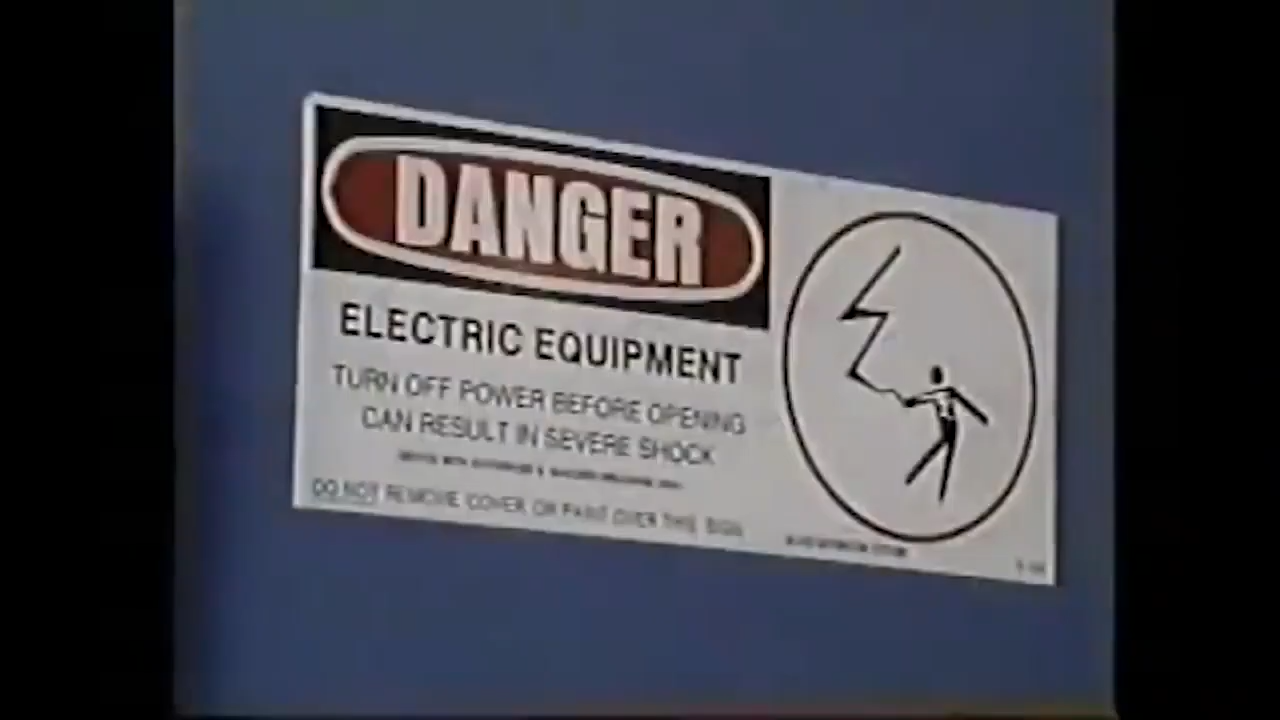 DANGER
ELECTRIC EQUIPMENT
TURN OFF POWER BEFORE OPENING
CAN RESULT IN SEVERE SHOCK
DO NOT REMOVE COVER OR PAINT OVER THIS SIGN